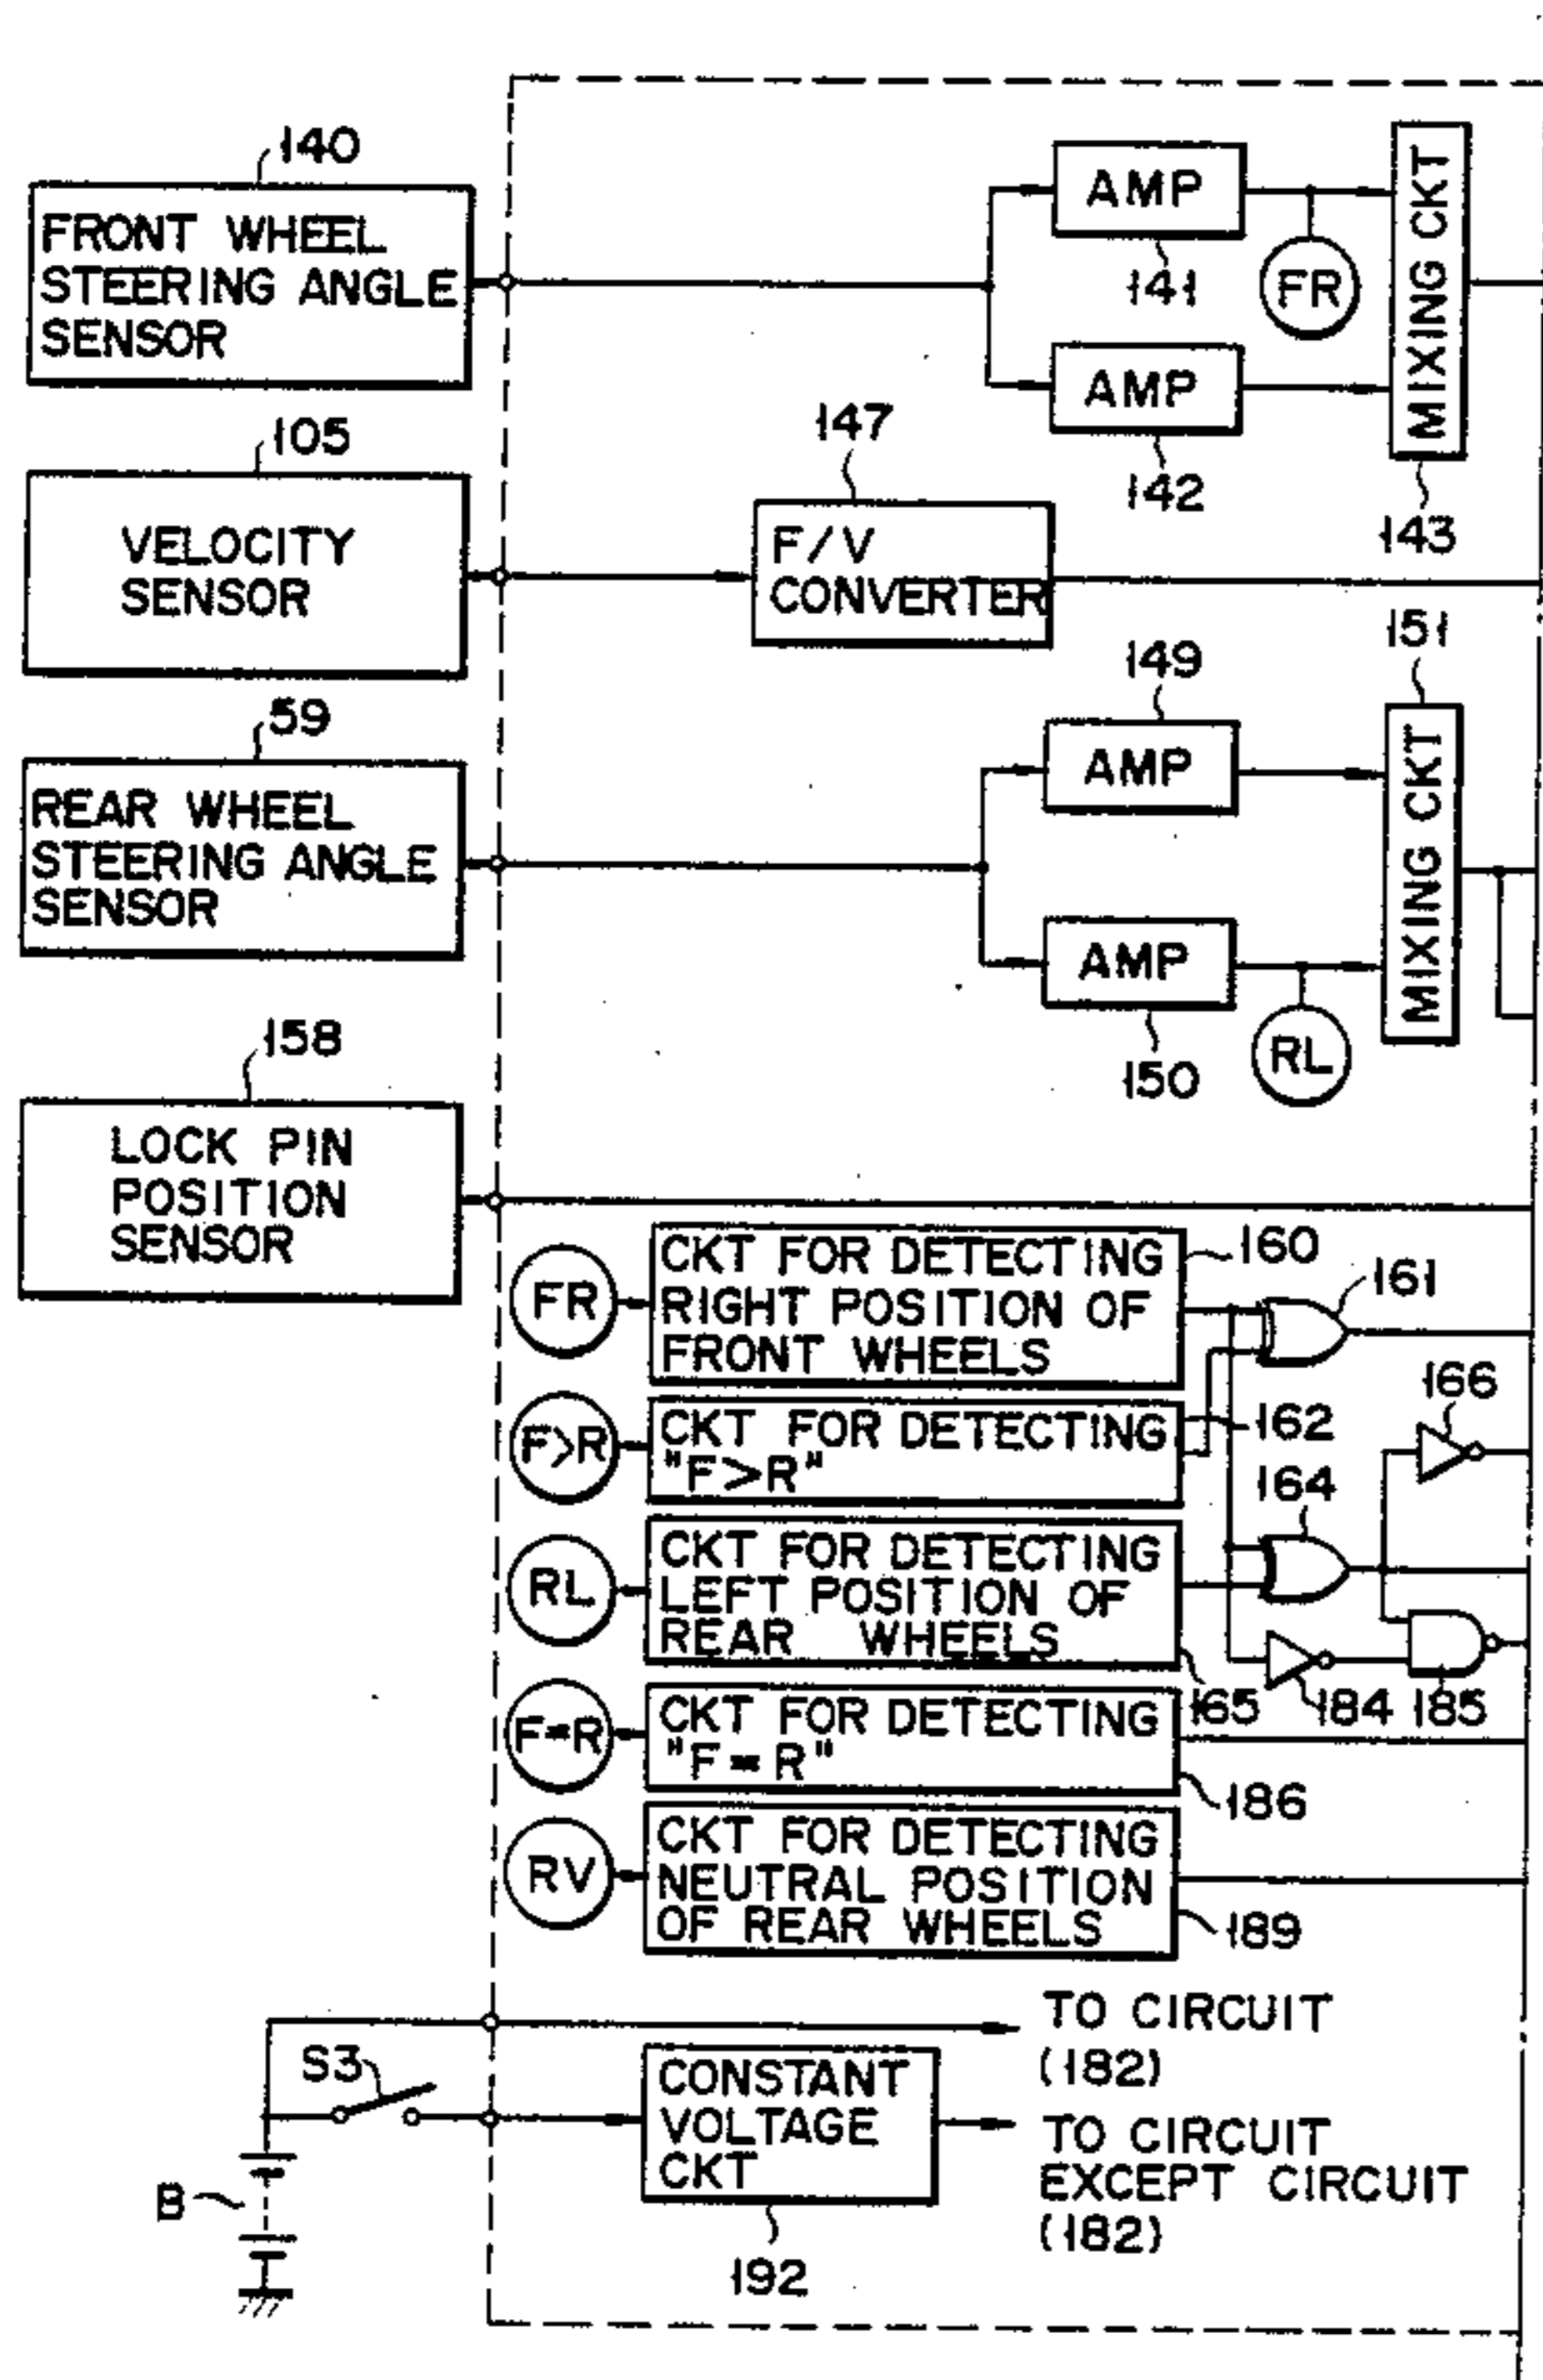 140
FRONT WHEEL
STEERING ANGLE
SENSOR
AMP
141
FR
AMP
142
MIXING CKT
143
105
VELOCITY
SENSOR
147
F/V
CONVERTER
59
REAR WHEEL
STEERING ANGLE
SENSOR
149
AMP
AMP
150
RL
151
MIXING CKT
158
LOCK PIN
POSITION
SENSOR
FR
CKT FOR DETECTING
RIGHT POSITION OF
FRONT WHEELS
160
161
F>R
CKT FOR DETECTING
"F>R"
162
166
RL
CKT FOR DETECTING
LEFT POSITION OF
REAR WHEELS
164
165
184
185
F=R
CKT FOR DETECTING
"F=R"
186
RV
CKT FOR DETECTING
NEUTRAL POSITION
OF REAR WHEELS
189
TO CIRCUIT
(182)
S3
B
CONSTANT
VOLTAGE
CKT
192
TO CIRCUIT
EXCEPT CIRCUIT
(182)